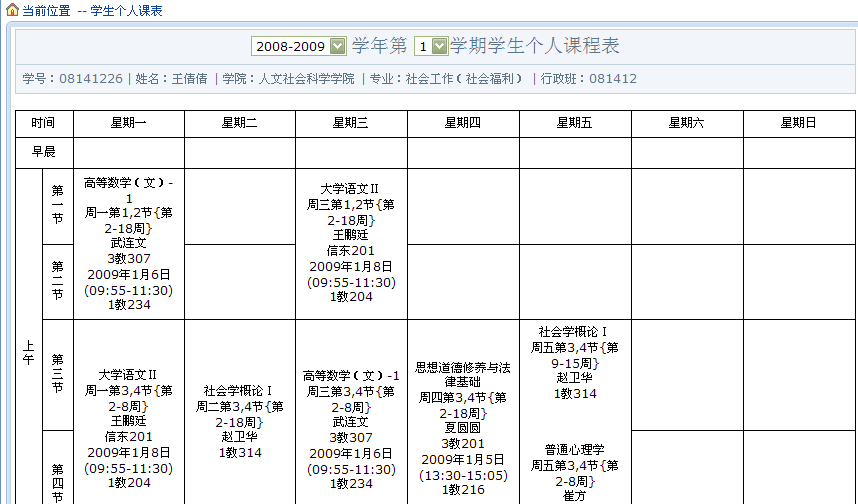 当前位置 -- 学生个人课表
2008-2009 学年第 1 学期学生个人课程表
学号：08141226 | 姓名：王倩倩 | 学院：人文社会科学学院 | 专业：社会工作（社会福利） | 行政班：081412
时间 星期一 星期二 星期三 星期四 星期五 星期六 星期日
早晨
上午
第一节
高等数学（文）-
1
周一第1,2节{第
2-18周}
武连文
3教307
2009年1月6日
(09:55-11:30)
1教234
大学语文Ⅱ
周三第1,2节{第
2-18周}
王鹏廷
信东201
2009年1月8日
(09:55-11:30)
1教204
第二节
第三节
大学语文Ⅱ
周一第3,4节{第
2-8周}
王鹏廷
信东201
2009年1月8日
(09:55-11:30)
1教204
社会学概论Ⅰ
周二第3,4节{第
2-18周}
赵卫华
1教314
高等数学（文）-1
周三第3,4节{第
2-8周}
武连文
3教307
2009年1月6日
(09:55-11:30)
1教234
思想道德修养与法
律基础
周四第3,4节{第
2-18周}
夏圆圆
3教201
2009年1月5日
(13:30-15:05)
1教216
社会学概论Ⅰ
周五第3,4节{第
9-15周}
赵卫华
1教314
普通心理学
周五第3,4节{第
2-8周}
崔方
第四节